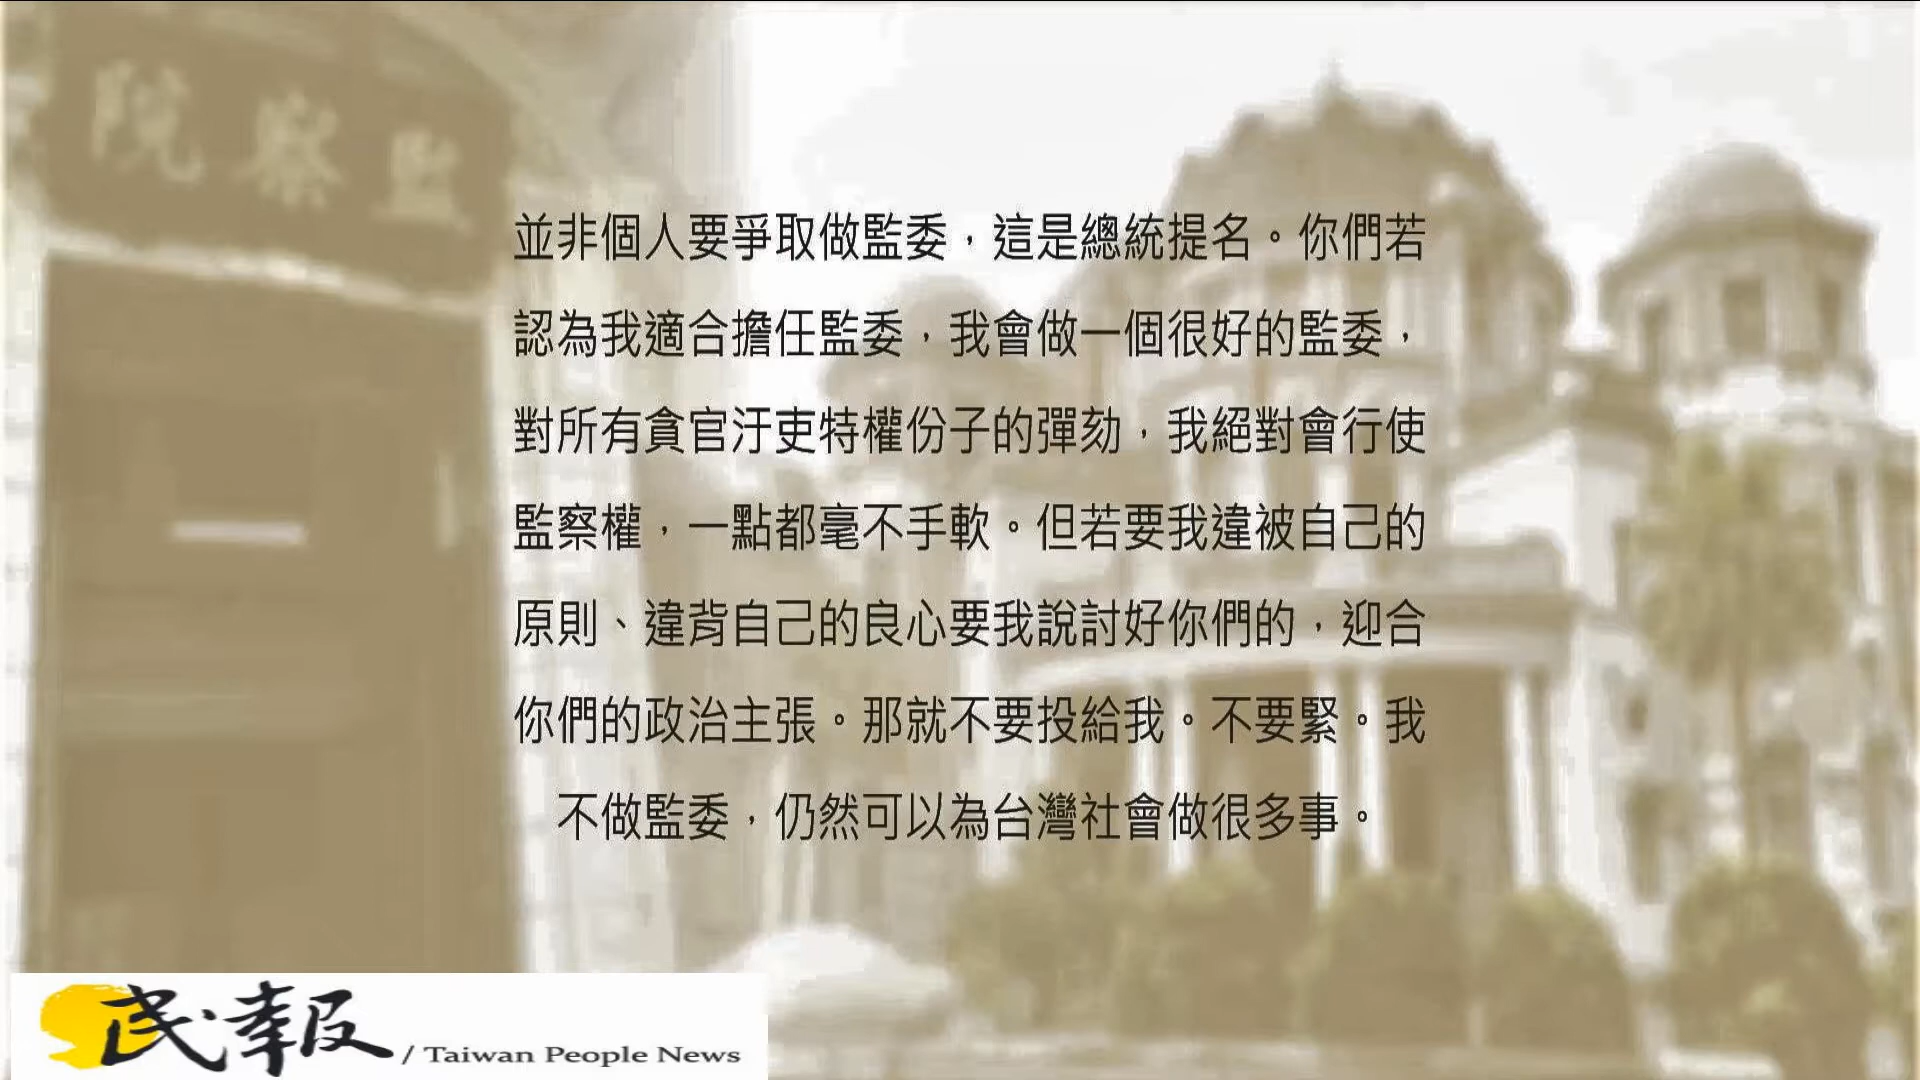 監察院
並非個人要爭取做監委，這是總統提名。你們若
認為我適合擔任監委，我會做一個很好的監委，
對所有貪官汙吏特權份子的彈劾，我絕對會行使
監察權，一點都毫不手軟。但若要我違被自己的
原則、違背自己的良心要我說討好你們的，迎合
你們的政治主張。那就不要投給我。不要緊。我
不做監委，仍然可以為台灣社會做很多事。
民報 / Taiwan People News